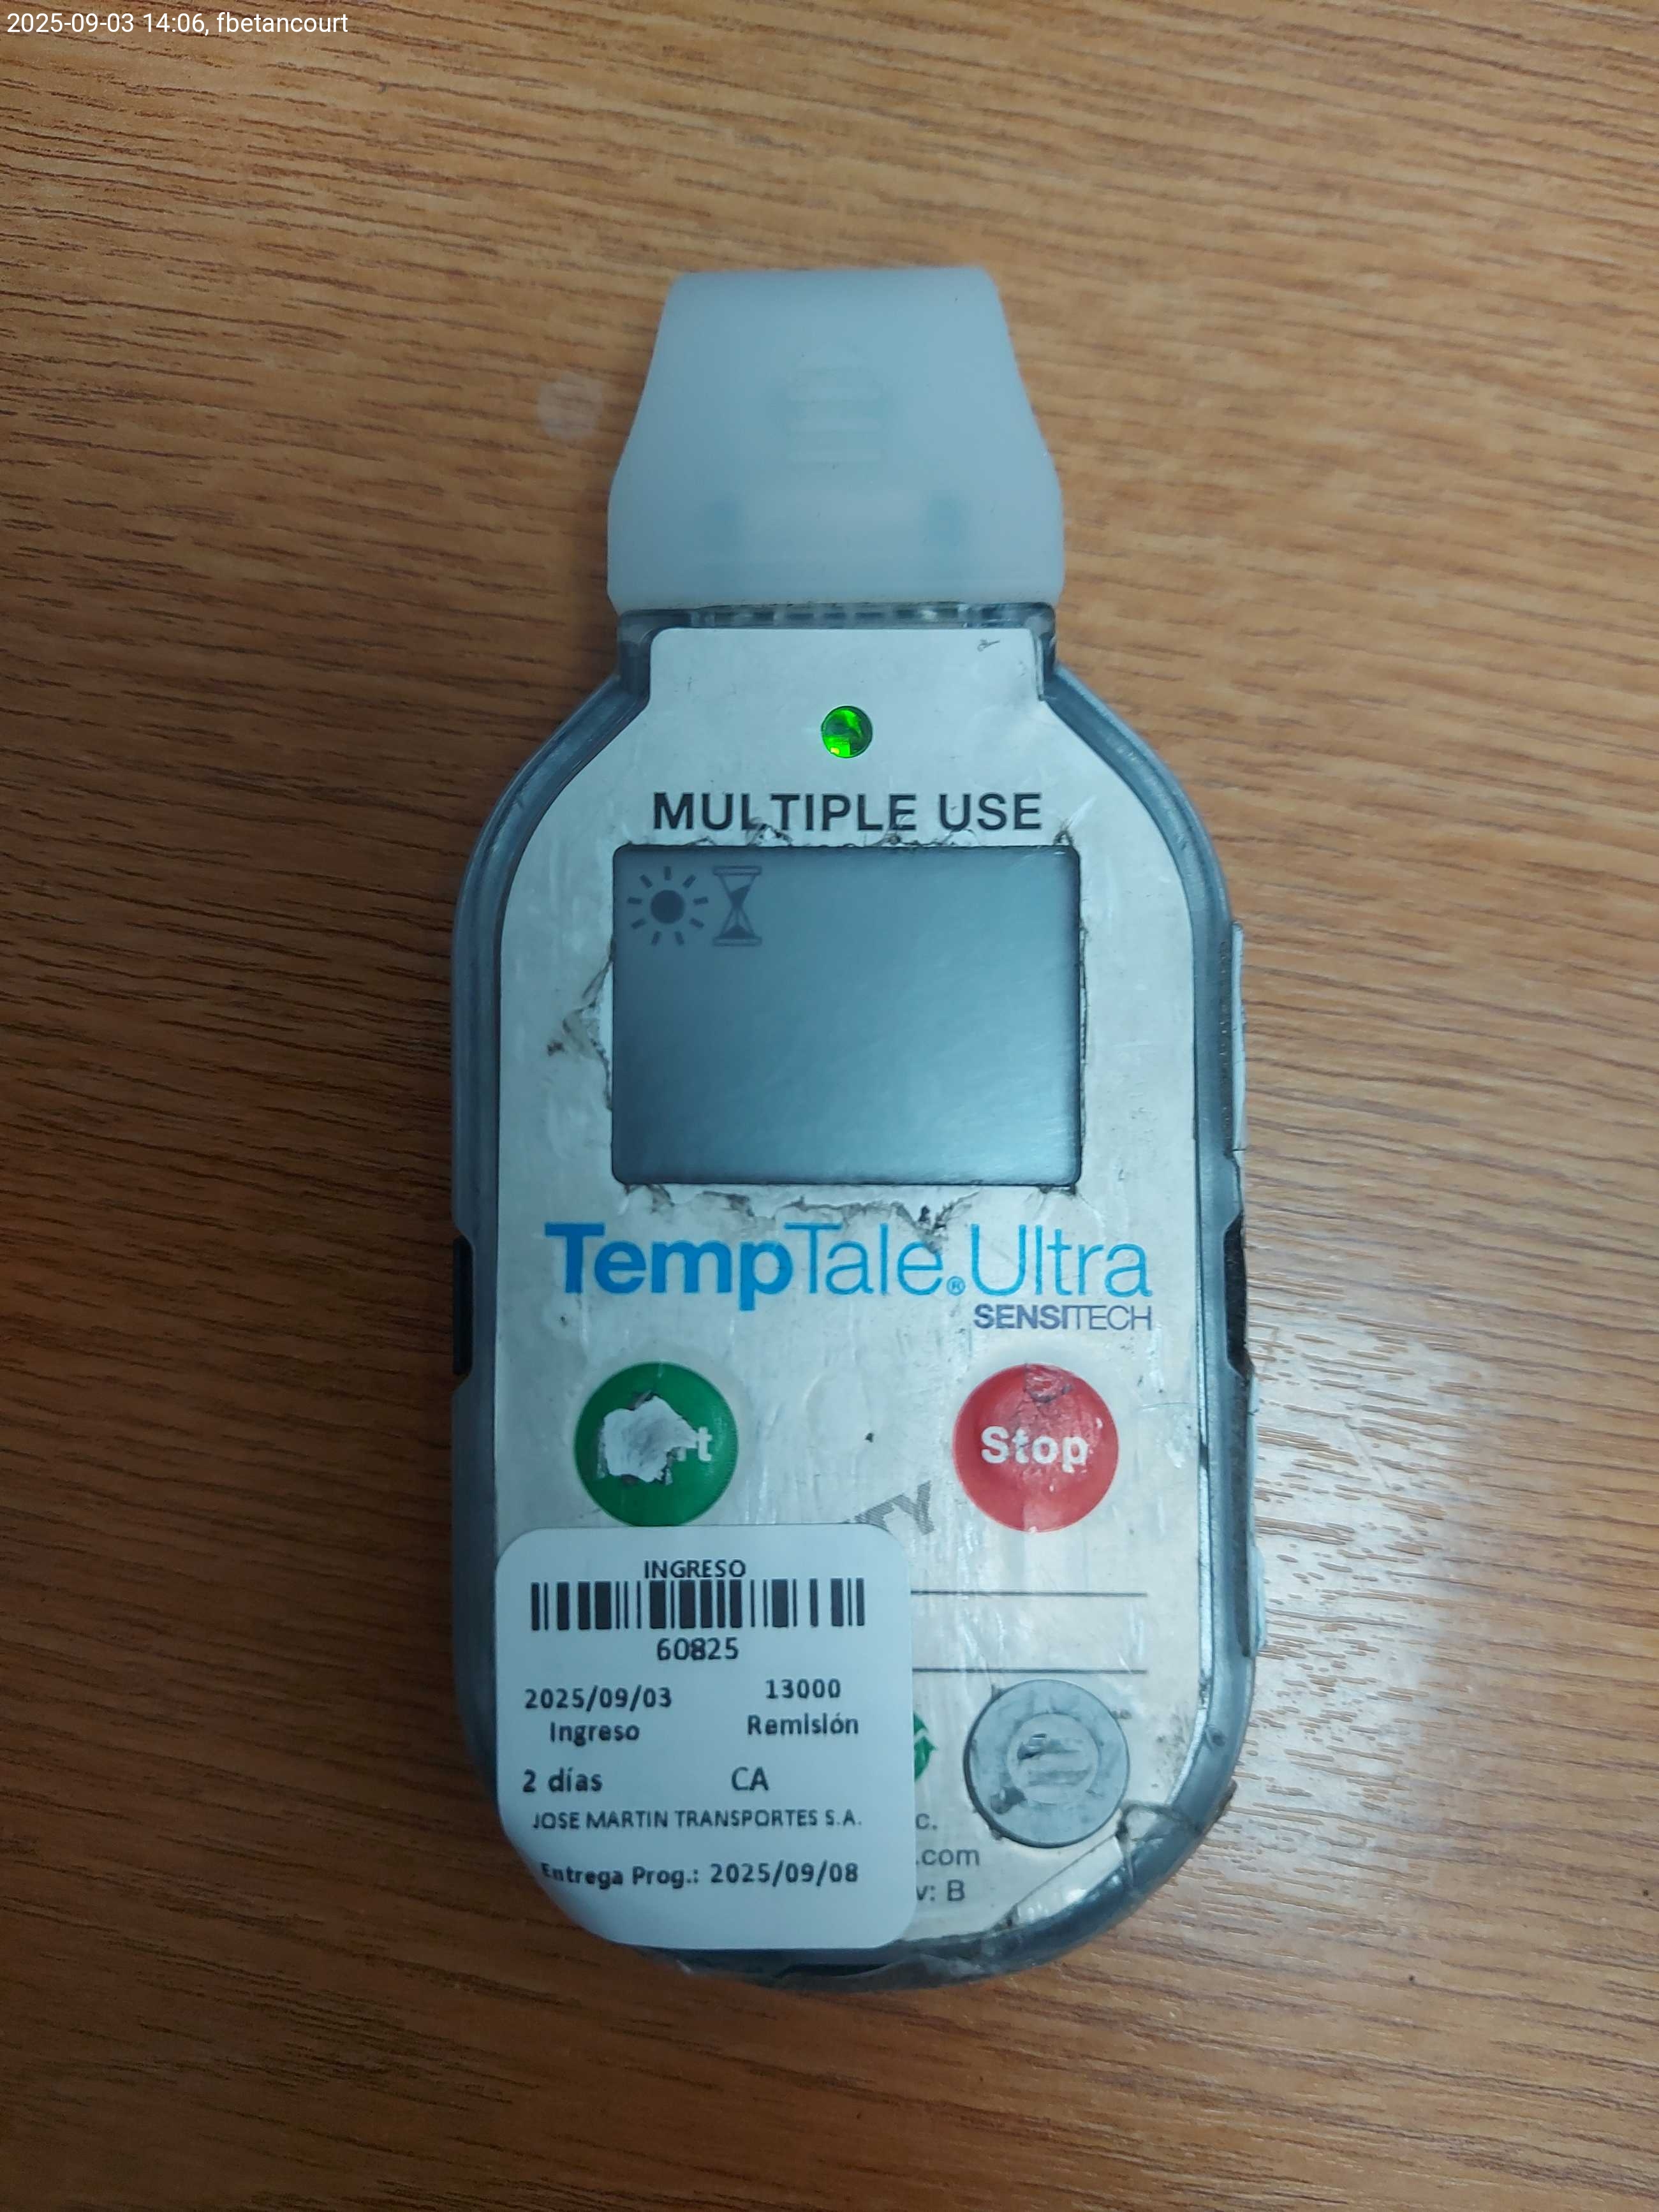 2025-09-03 14:06, fbetancourt
MULTIPLE USE
TempTale®Ultra
SENSITECH
Stop
INGRESO
60825
2025/09/03 13000
Ingreso Remisión
2 días CA
JOSE MARTIN TRANSPORTES S.A.
Entrega Prog.: 2025/09/08
c.
.com
v: B